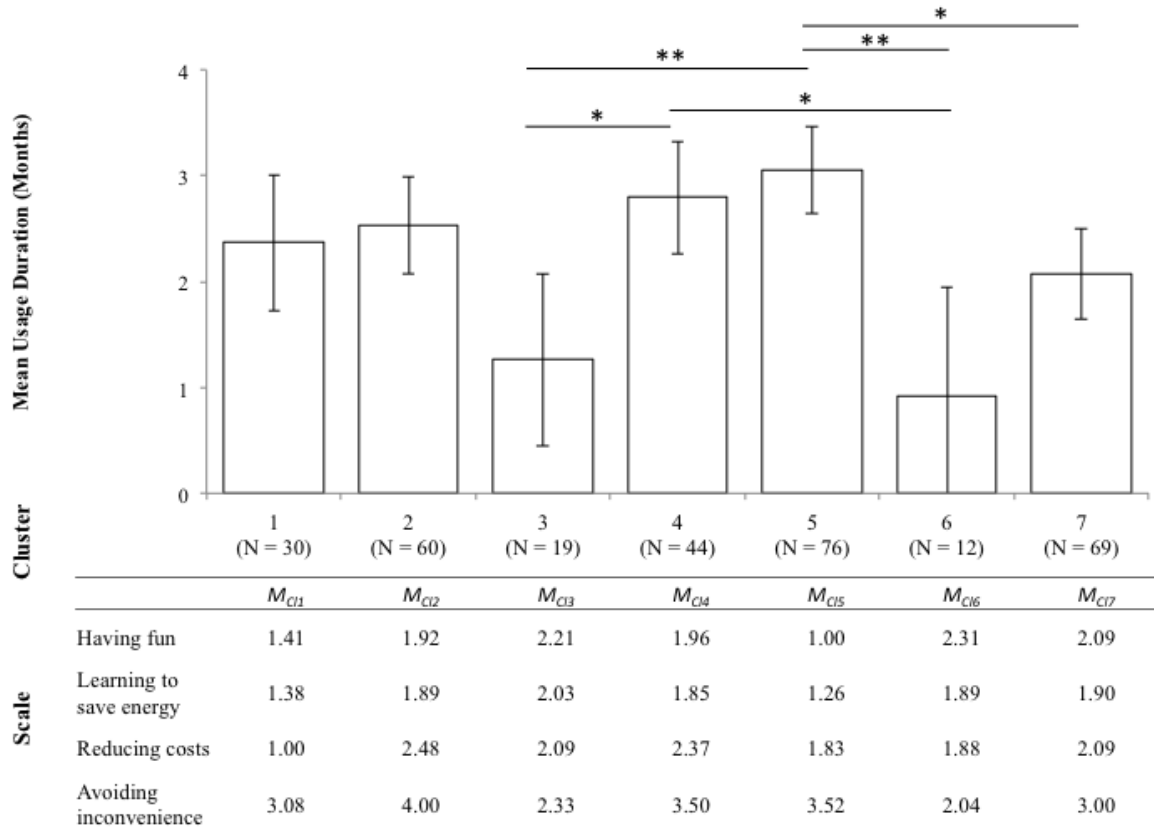 *
**
**
*
*
4
3
2
1
0
Mean Usage Duration (Months)
Cluster
1 2 3 4 5 6 7
(N = 30) (N = 60) (N = 19) (N = 44) (N = 76) (N = 12) (N = 69)
M_Cl1 M_Cl2 M_Cl3 M_Cl4 M_Cl5 M_Cl6 M_Cl7
Scale
Having fun 1.41 1.92 2.21 1.96 1.00 2.31 2.09
Learning to
save energy 1.38 1.89 2.03 1.85 1.26 1.89 1.90
Reducing costs 1.00 2.48 2.09 2.37 1.83 1.88 2.09
Avoiding
inconvenience 3.08 4.00 2.33 3.50 3.52 2.04 3.00